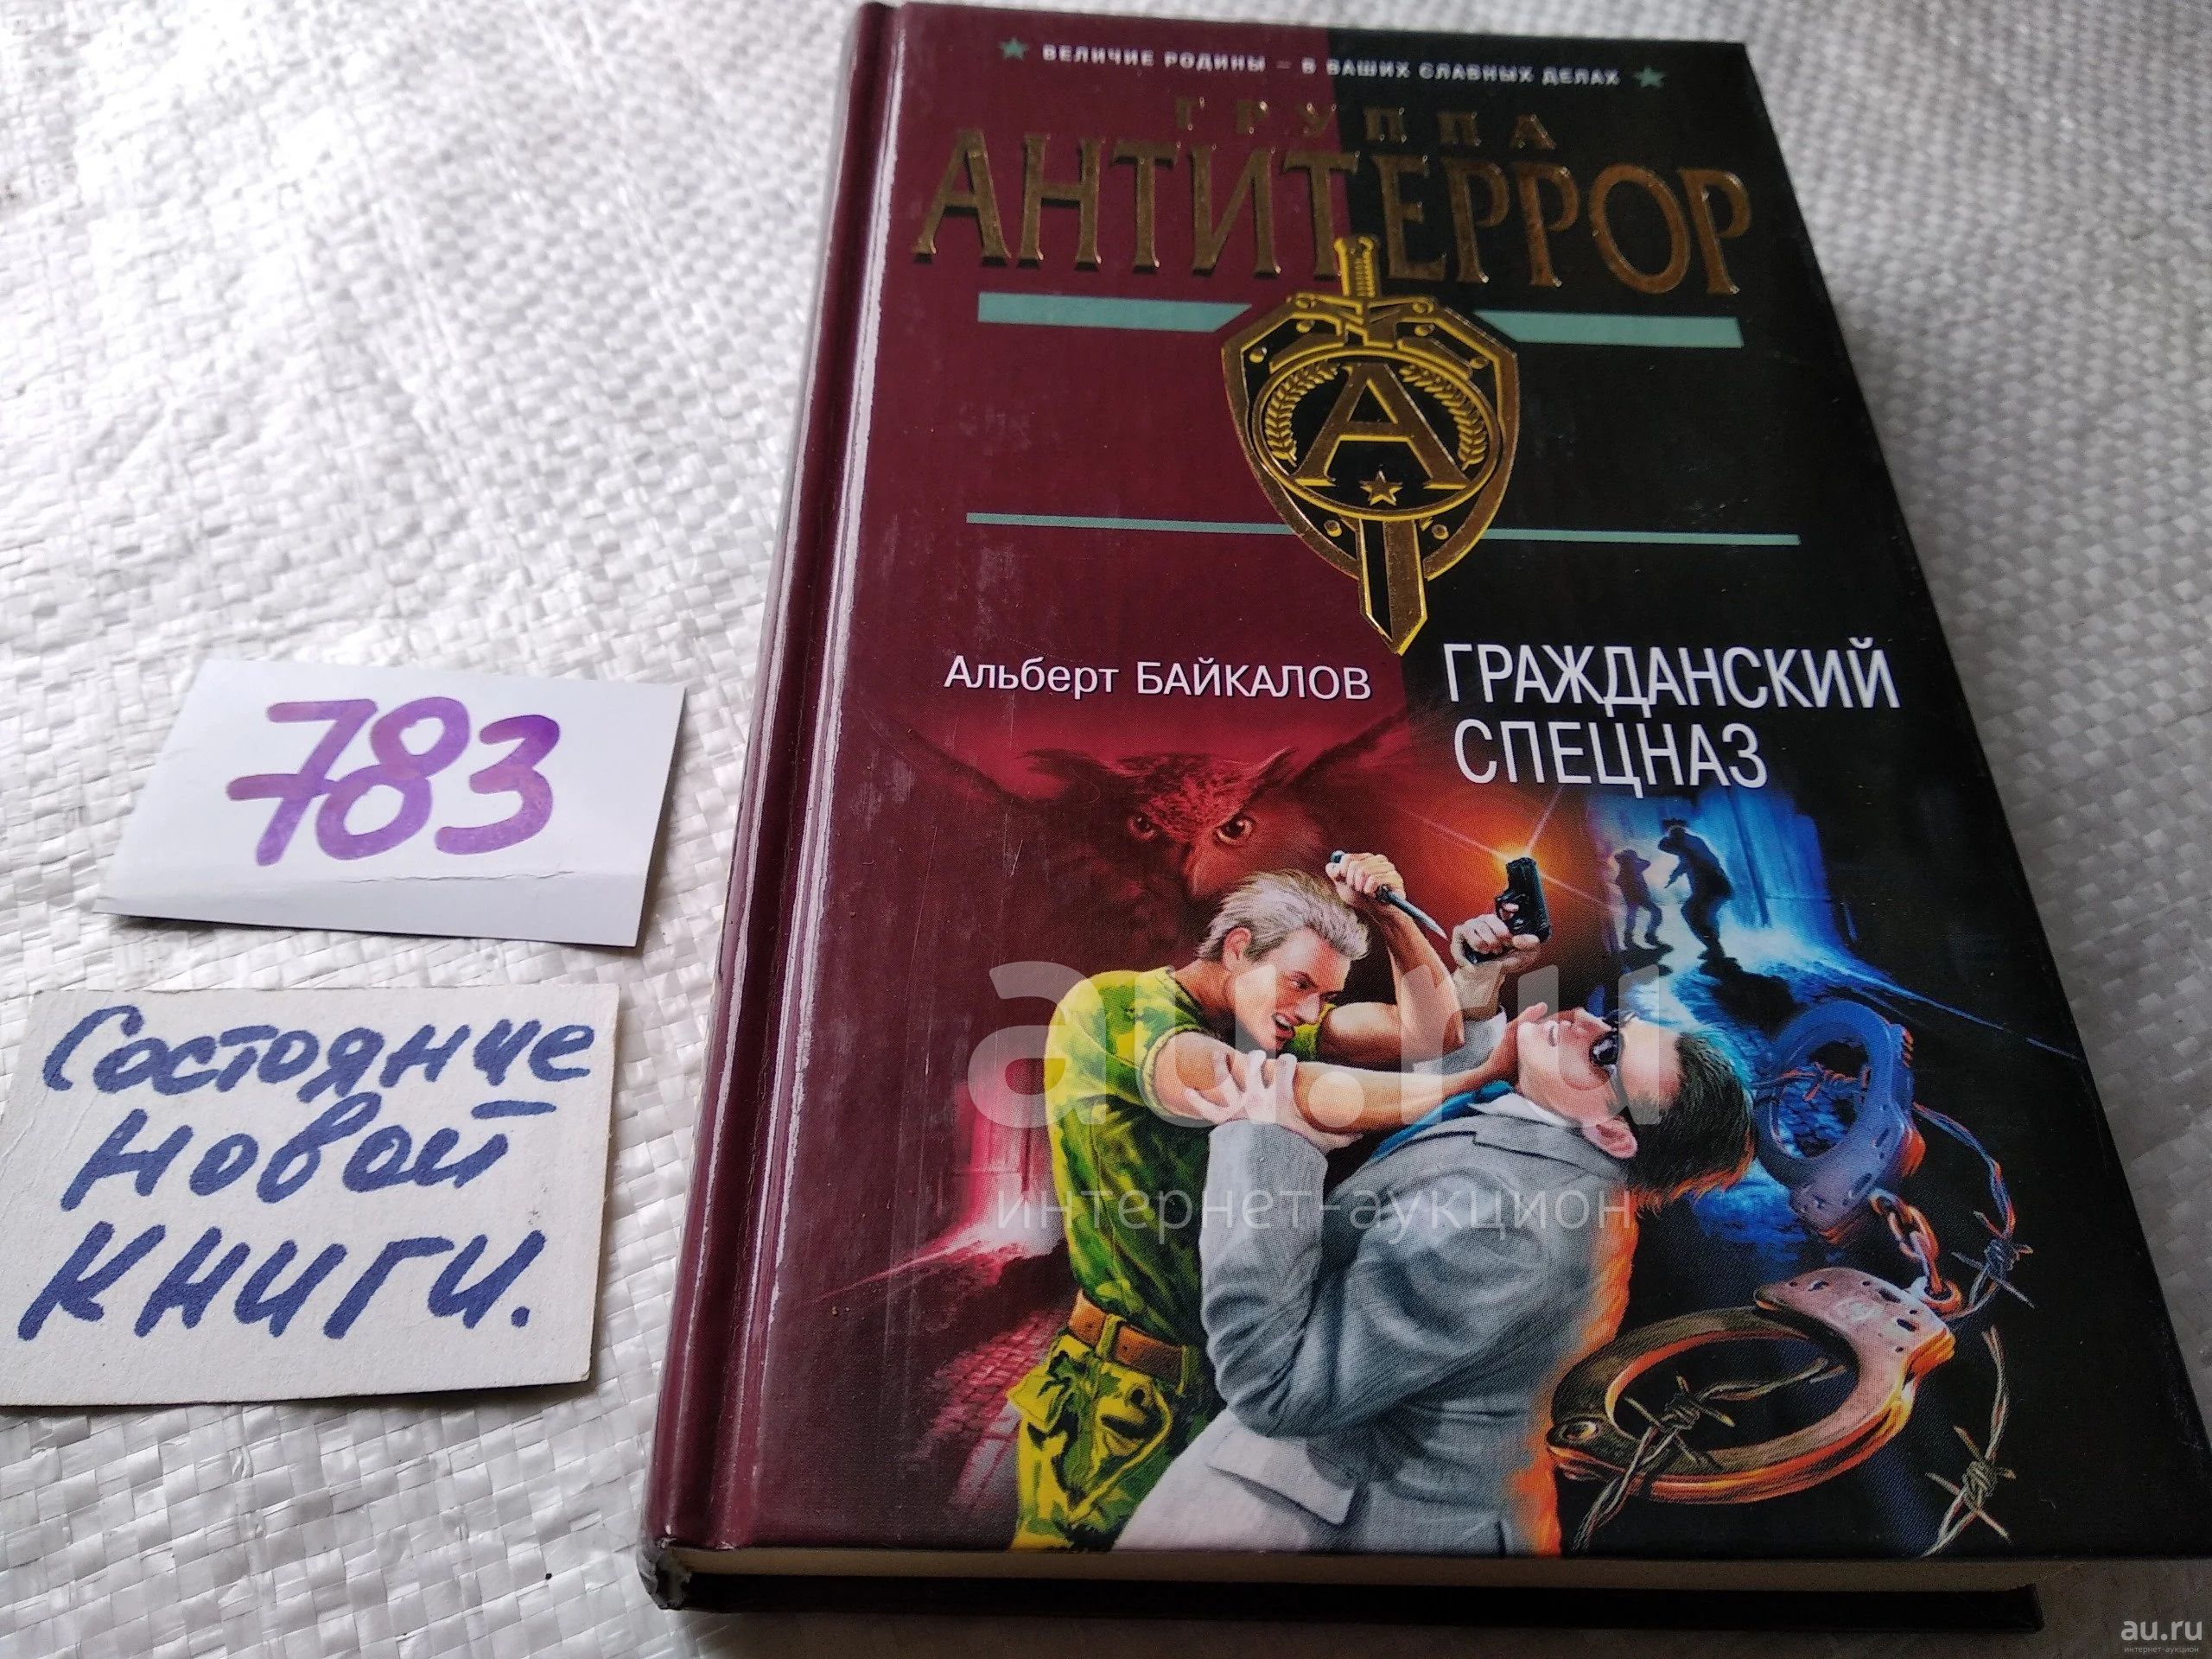 ВЕЛИЧИЕ РОДИНЫ – В ВАШИХ СЛАВНЫХ ДЕЛАХ
ГРУППА
АНТИТЕРРОР
А
Альберт БАЙКАЛОВ
ГРАЖДАНСКИЙ
СПЕЦНАЗ
783
Состояние
новой
книги.
au.ru
интернет-аукцион
au.ru
интернет-аукцион